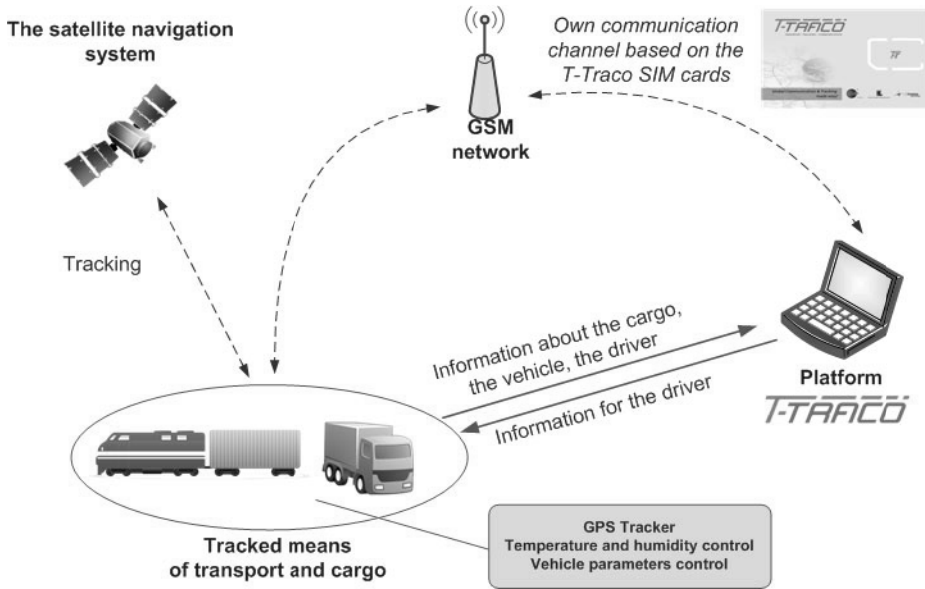 The satellite navigation
system
Own communication
channel based on the
T-Traco SIM cards
T-TRACO
GSM
network
Tracking
Information about the cargo,
the vehicle, the driver
Information for the driver
Platform
T-TRACO
Tracked means
of transport and cargo
GPS Tracker
Temperature and humidity control
Vehicle parameters control